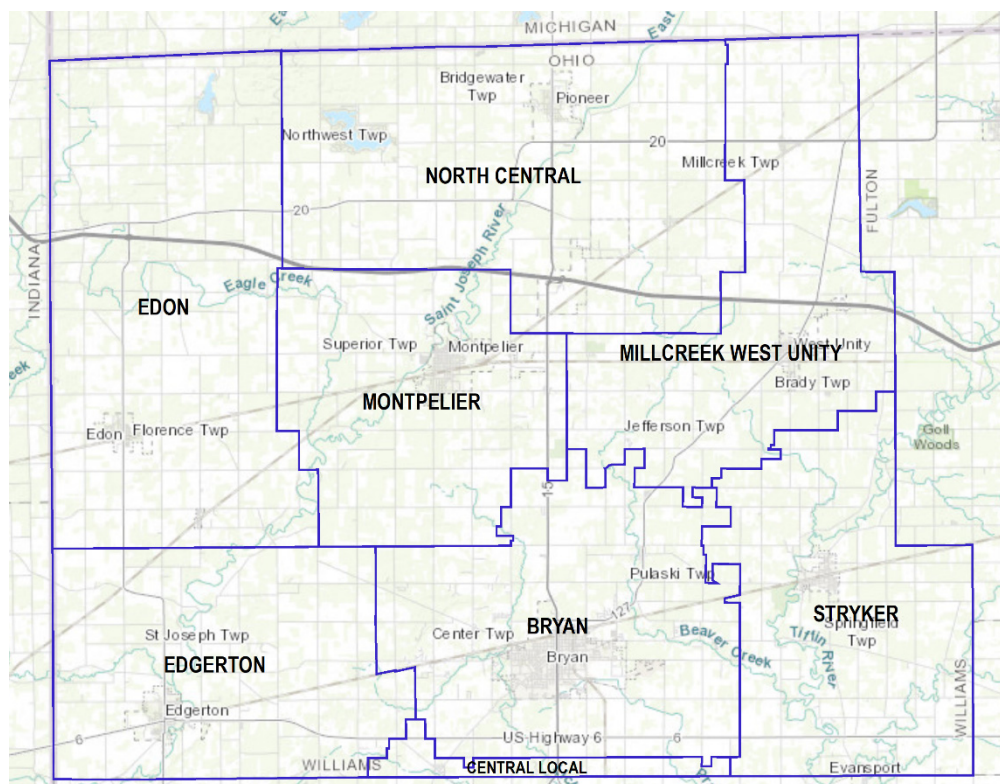 MICHIGAN
OHIO
East
Ea
Bridgewater
Twp
Pioneer
Northwest Twp
20
Millcreek Twp
NORTH CENTRAL
FULTON
20
INDIANA
Saint Joseph River
Eagle Creek
EDON
Superior Twp
Montpelier
West Unity
MILLCREEK WEST UNITY
Brady Twp
MONTPELIER
Edon
Florence Twp
Jefferson Twp
Goll
Woods
15
Pulaski Twp
127
STRYKER
Springfield
Twp
St Joseph Twp
Center Twp
BRYAN
Bryan
Beaver Creek
Tiffin River
EDGERTON
Edgerton
WILLIAMS
6
US Highway 6
6
WILLIAMS
CENTRAL LOCAL
Evansport